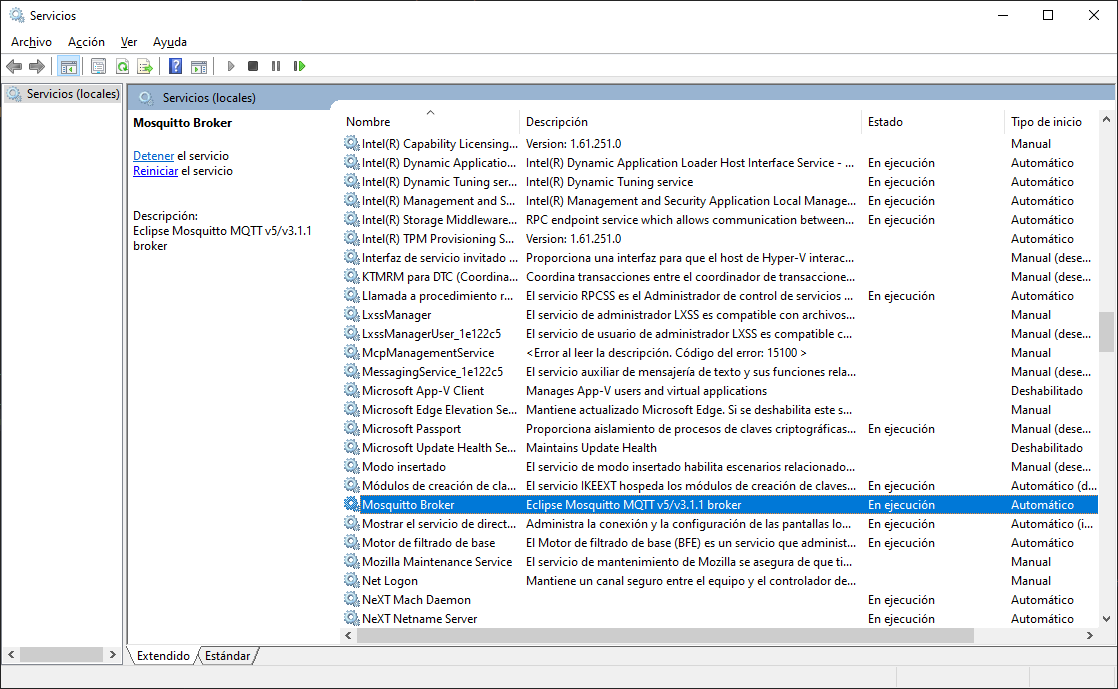 Servicios
Archivo Acción Ver Ayuda
Servicios (locales)
Servicios (locales)
Mosquitto Broker
Detener el servicio
Reiniciar el servicio
Descripción:
Eclipse Mosquitto MQTT v5/v3.1.1
broker
Nombre Descripción Estado Tipo de inicio
Intel(R) Capability Licensing... Version: 1.61.251.0 Manual
Intel(R) Dynamic Applicatio... Intel(R) Dynamic Application Loader Host Interface Service - ... En ejecución Automático
Intel(R) Dynamic Tuning ser... Intel(R) Dynamic Tuning service En ejecución Automático
Intel(R) Management and S... Intel(R) Management and Security Application Local Manage... En ejecución Automático
Intel(R) Storage Middleware... RPC endpoint service which allows communication between... En ejecución Automático
Intel(R) TPM Provisioning S... Version: 1.61.251.0 Automático
Interfaz de servicio invitado ... Proporciona una interfaz para que el host de Hyper-V interac... Manual (dese...
KTMRM para DTC (Coordina... Coordina transacciones entre el coordinador de transaccione... Manual (dese...
Llamada a procedimiento r... El servicio RPCSS es el Administrador de control de servicios ... En ejecución Automático
LxssManager El servicio de administrador LXSS es compatible con archivos... Manual
LxssManagerUser_1e122c5 El servicio de usuario de administrador LXSS es compatible c... Manual (dese...
McpManagementService <Error al leer la descripción. Código del error: 15100 > Manual
MessagingService_1e122c5 El servicio auxiliar de mensajería de texto y sus funciones rela... Manual (dese...
Microsoft App-V Client Manages App-V users and virtual applications Deshabilitado
Microsoft Edge Elevation Se... Mantiene actualizado Microsoft Edge. Si se deshabilita este s... Manual
Microsoft Passport Proporciona aislamiento de procesos de claves criptográficas... En ejecución Manual (dese...
Microsoft Update Health Se... Maintains Update Health Deshabilitado
Modo insertado El servicio de modo insertado habilita escenarios relacionado... Manual (dese...
Módulos de creación de cla... El servicio IKEEXT hospeda los módulos de creación de claves... En ejecución Automático (d...
Mosquitto Broker Eclipse Mosquitto MQTT v5/v3.1.1 broker En ejecución Automático
Mostrar el servicio de direct... Administra la conexión y la configuración de las pantallas lo... En ejecución Automático (i...
Motor de filtrado de base El Motor de filtrado de base (BFE) es un servicio que administ... En ejecución Automático
Mozilla Maintenance Service El servicio de mantenimiento de Mozilla se asegura de que ti... Manual
Net Logon Mantiene un canal seguro entre el equipo y el controlador de... Manual
NeXT Mach Daemon En ejecución Automático
NeXT Netname Server En ejecución Automático
Extendido Estándar